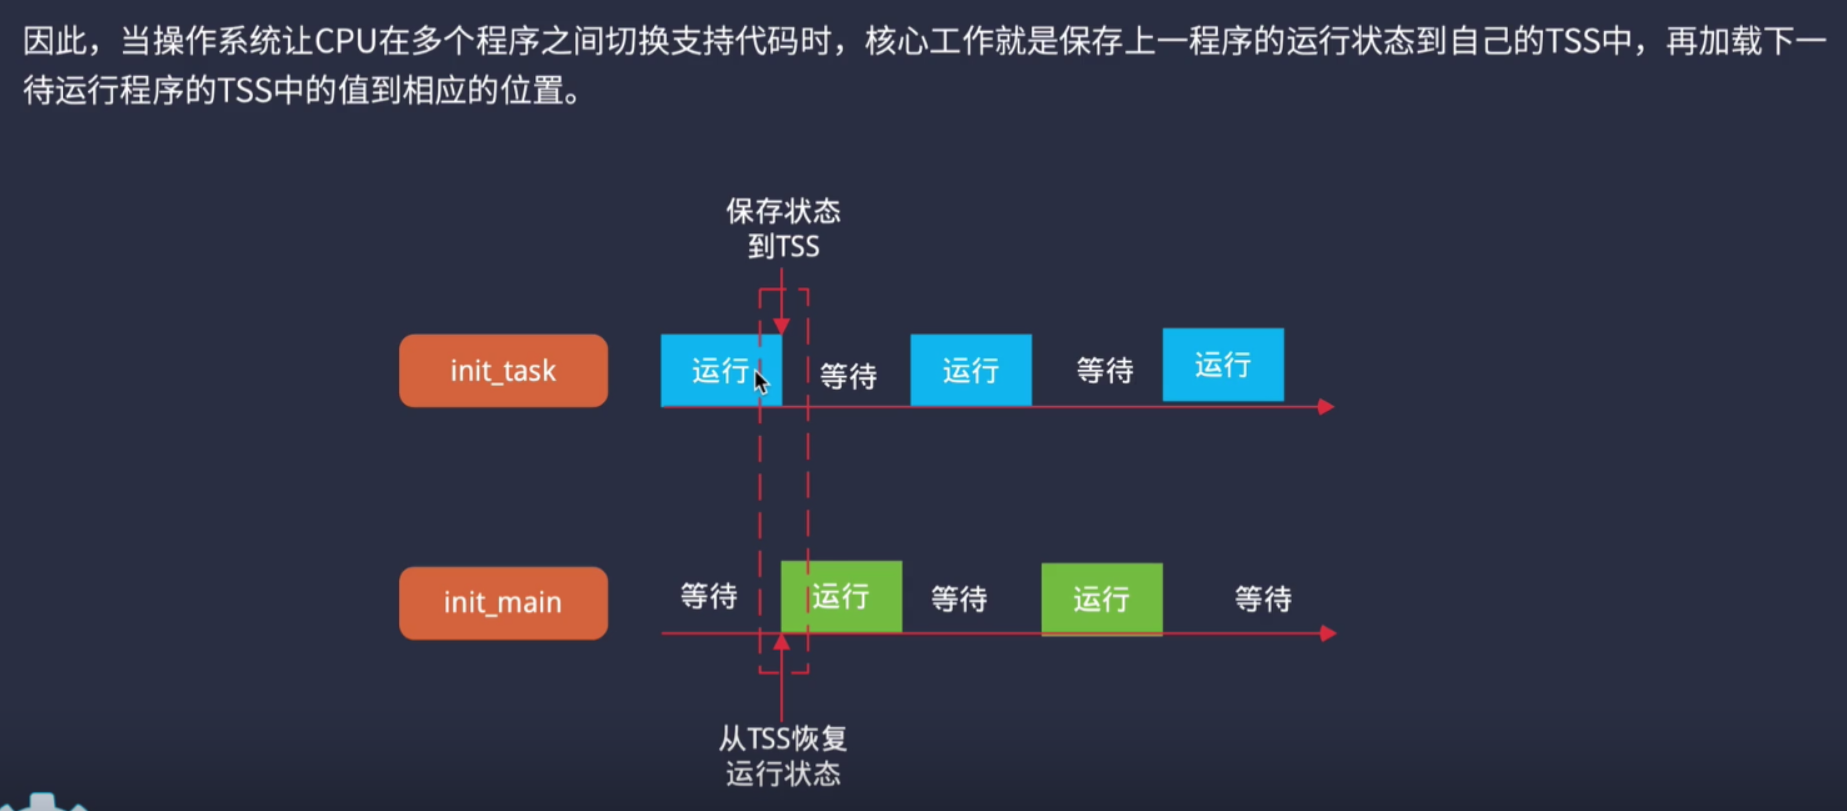 因此，当操作系统让CPU在多个程序之间切换支持代码时，核心工作就是保存上一程序的运行状态到自己的TSS中，再加载下一
待运行程序的TSS中的值到相应的位置。
保存状态
到TSS
init_task
运行
等待
运行
等待
运行
init_main
等待
运行
等待
运行
等待
从TSS恢复
运行状态